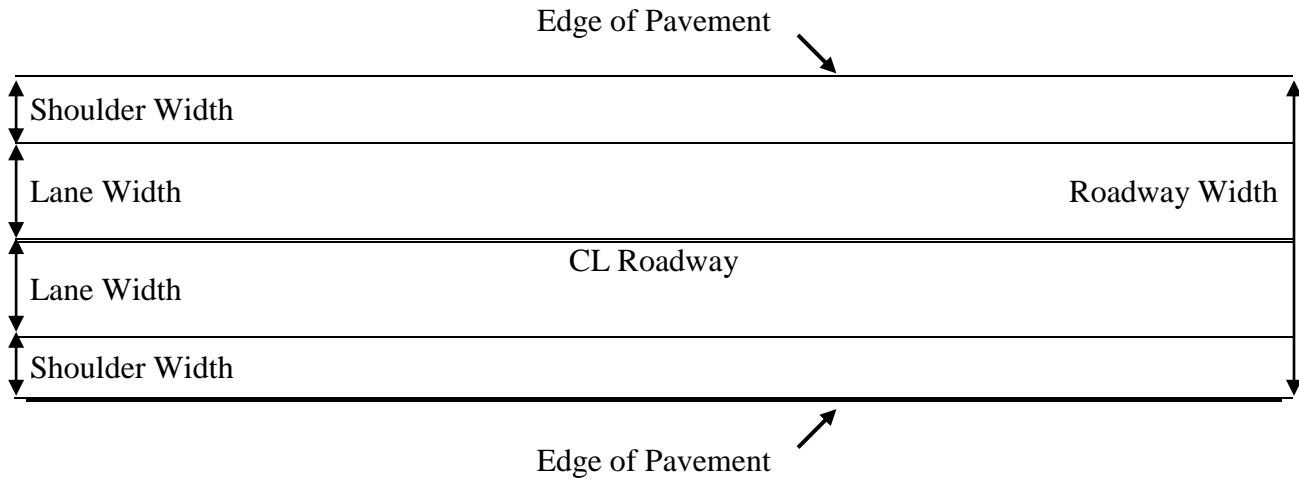 Edge of Pavement
Shoulder Width
Lane Width
Roadway Width
CL Roadway
Lane Width
Shoulder Width
Edge of Pavement